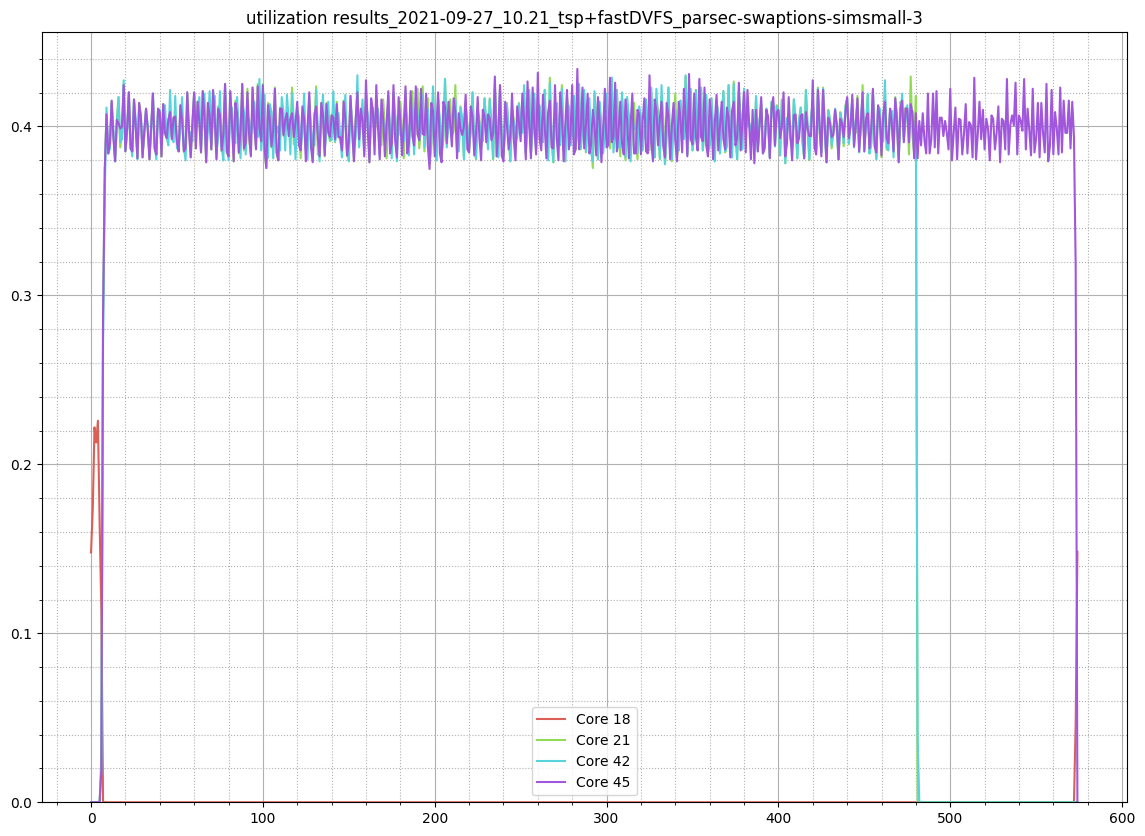 utilization results_2021-09-27_10.21_tsp+fastDVFS_parsec-swaptions-simsmall-3
0.4
0.3
0.2
0.1
0.0
Core 18
Core 21
Core 42
Core 45
0 100 200 300 400 500 600